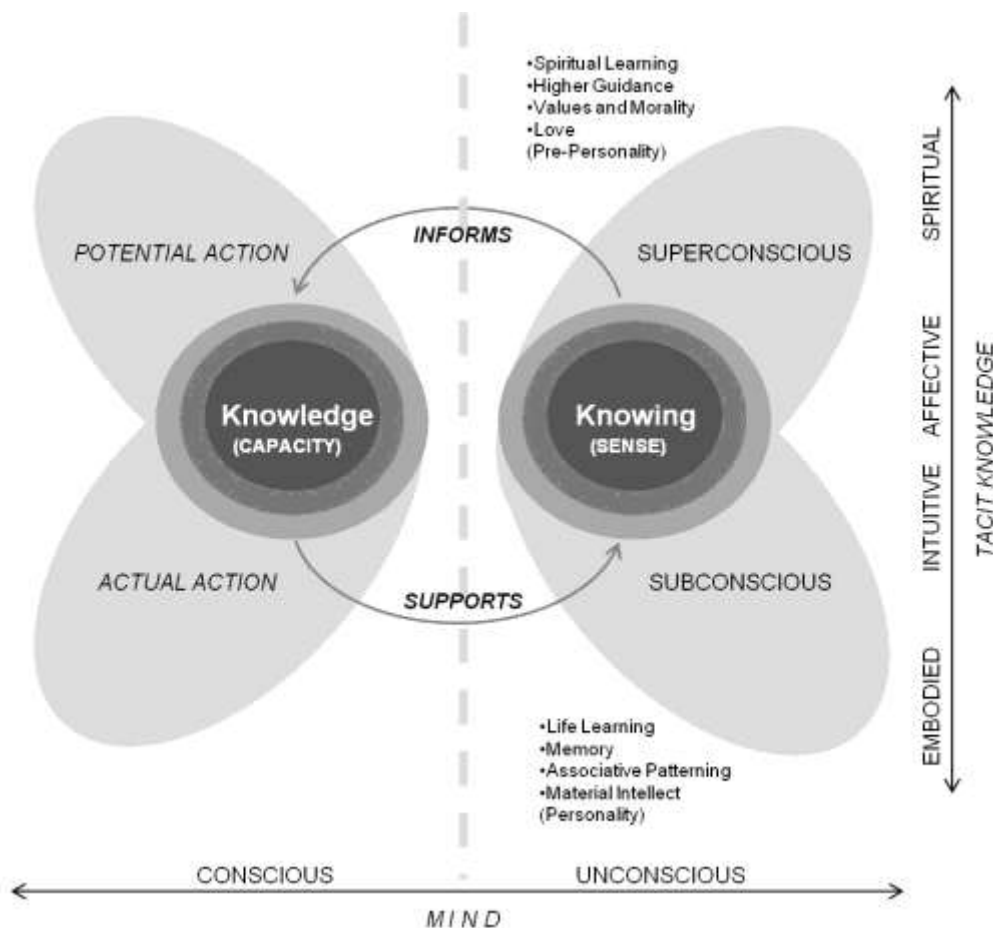 •Spiritual Learning
•Higher Guidance
•Values and Morality
•Love
(Pre-Personality)
INFORMS
POTENTIAL ACTION
SUPERCONSCIOUS
Knowledge
(CAPACITY)
Knowing
(SENSE)
ACTUAL ACTION
SUBCONSCIOUS
SUPPORTS
•Life Learning
•Memory
•Associative Patterning
•Material Intellect
(Personality)
SPIRITUAL
AFFECTIVE
INTUITIVE
EMBODIED
TACIT KNOWLEDGE
CONSCIOUS
UNCONSCIOUS
MIND